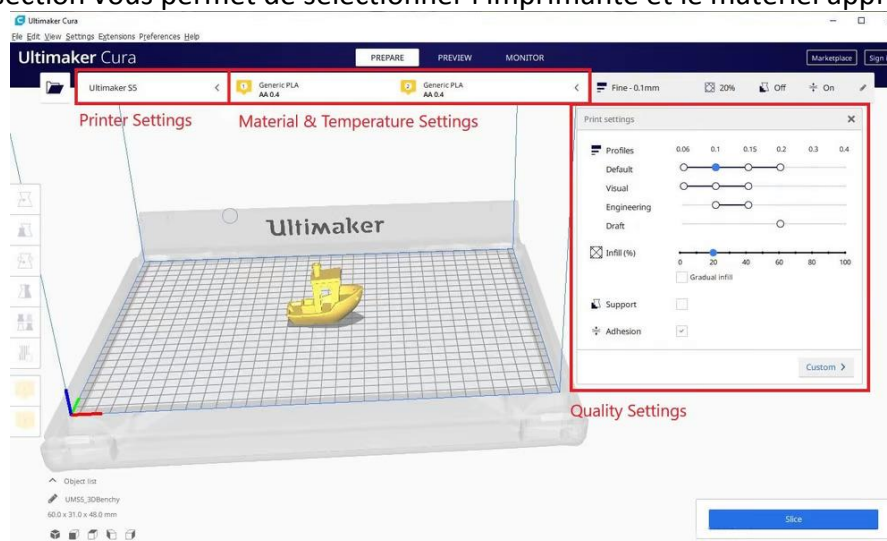 section vous permet de sélectionner l'imprimante et le matériel
Ultimaker Cura
File Edit View Settings Extensions Preferences Help
Ultimaker Cura PREPARE PREVIEW MONITOR Marketplace Sign
Ultimaker S5 1 Generic PLA 2 Generic PLA Fine - 0.1mm 20% Off On
AA 0.4 AA 0.4
Printer Settings Material & Temperature Settings
Print settings
Profiles 0.06 0.1 0.15 0.2 0.3 0.4
Default
Visual
Engineering
Draft
Infill (%)
0 20 40 60 80 100
Gradual infill
Support
Adhesion
Custom
Quality Settings
Ultimaker
Object list
UMS5_3DBenchy
60.0 x 31.0 x 48.0 mm
Slice